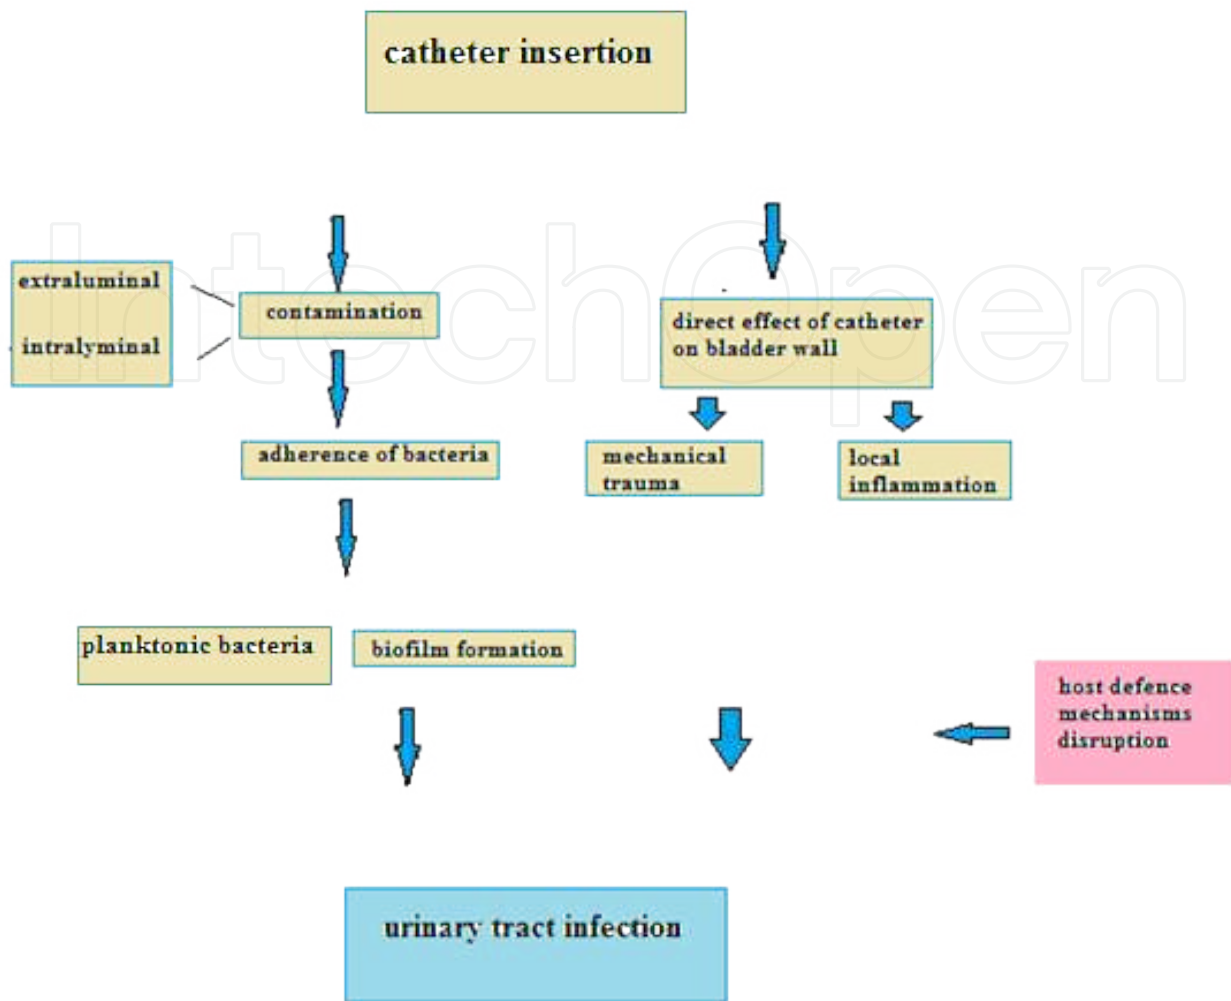 catheter insertion
extraluminal
intralyminal
contamination
direct effect of catheter
on bladder wall
adherence of bacteria
mechanical
trauma
local
inflammation
planktonic bacteria
biofilm formation
host defence
mechanisms
disruption
urinary tract infection
IntechOpen